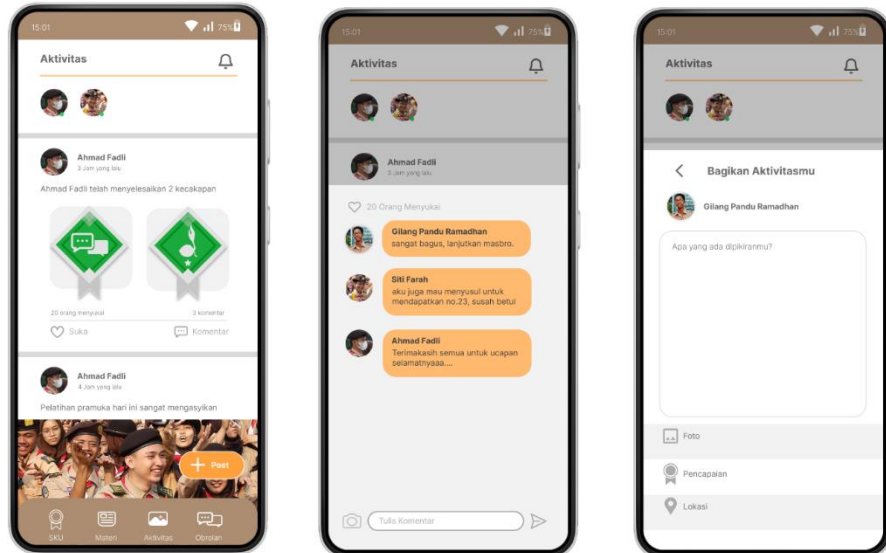 15:01
75%
Aktivitas
Ahmad Fadli
3 Jam yang lalu
Ahmad Fadli telah menyelesaikan 2 kecakapan
20 orang menyukai
3 komentar
Suka
Komentar
Ahmad Fadli
4 Jam yang lalu
Pelatihan pramuka hari ini sangat mengasyikan
Post
SKU
Materi
Aktivitas
Obrolan
15:01
75%
Aktivitas
Ahmad Fadli
3 Jam yang lalu
20 Orang Menyukai
Gilang Pandu Ramadhan
sangat bagus, lanjutkan masbro.
Siti Farah
aku juga mau menyusul untuk
mendapatkan no.23, susah betul
Ahmad Fadli
Terimakasih semua untuk ucapan
selamatnyaaa....
Tulis Komentar
15:01
75%
Aktivitas
Bagikan Aktivitasmu
Gilang Pandu Ramadhan
Apa yang ada dipikiranmu?
Foto
Pencapaian
Lokasi